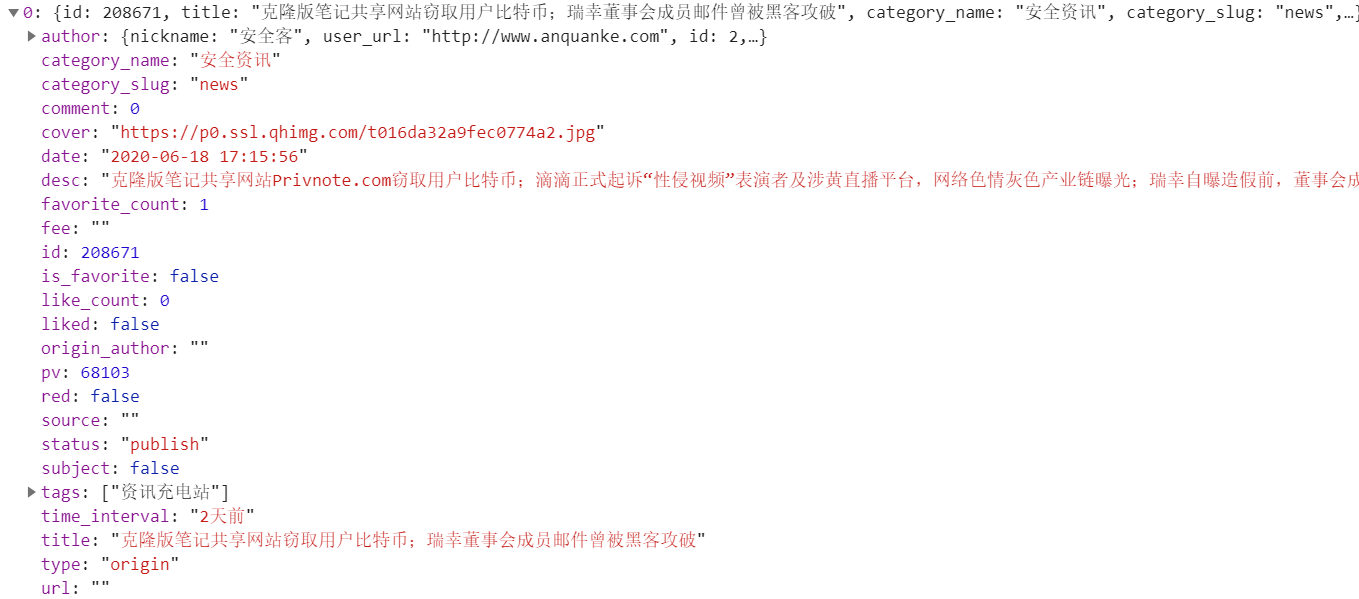 0: {id: 208671, title: "克隆版笔记共享网站窃取用户比特币；瑞幸董事会成员邮件曾被黑客攻破", category_name: "安全资讯", category_slug: "news",…}
author: {nickname: "安全客", user_url: "http://www.anquanke.com", id: 2,…}
category_name: "安全资讯"
category_slug: "news"
comment: 0
cover: "https://p0.ssl.qhimg.com/t016da32a9fec0774a2.jpg"
date: "2020-06-18 17:15:56"
desc: "克隆版笔记共享网站Privnote.com窃取用户比特币；滴滴正式起诉“性侵视频”表演者及涉黄直播平台，网络色情灰色产业链曝光；瑞幸自曝造假前，董事会成
favorite_count: 1
fee: ""
id: 208671
is_favorite: false
like_count: 0
liked: false
origin_author: ""
pv: 68103
red: false
source: ""
status: "publish"
subject: false
tags: ["资讯充电站"]
time_interval: "2天前"
title: "克隆版笔记共享网站窃取用户比特币；瑞幸董事会成员邮件曾被黑客攻破"
type: "origin"
url: ""